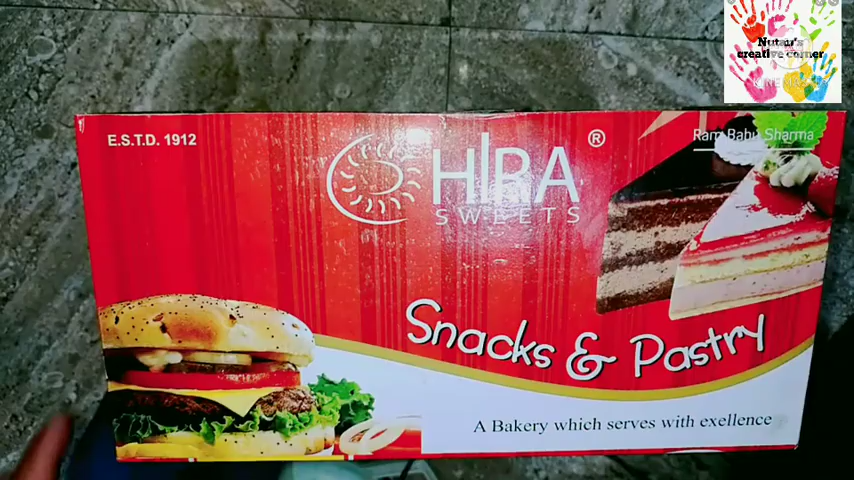 Nutan's
creative corner
E.S.T.D. 1912
Ram Babu Sharma
HIRA ®
SWEETS
Snacks & Pastry
A Bakery which serves with exellence